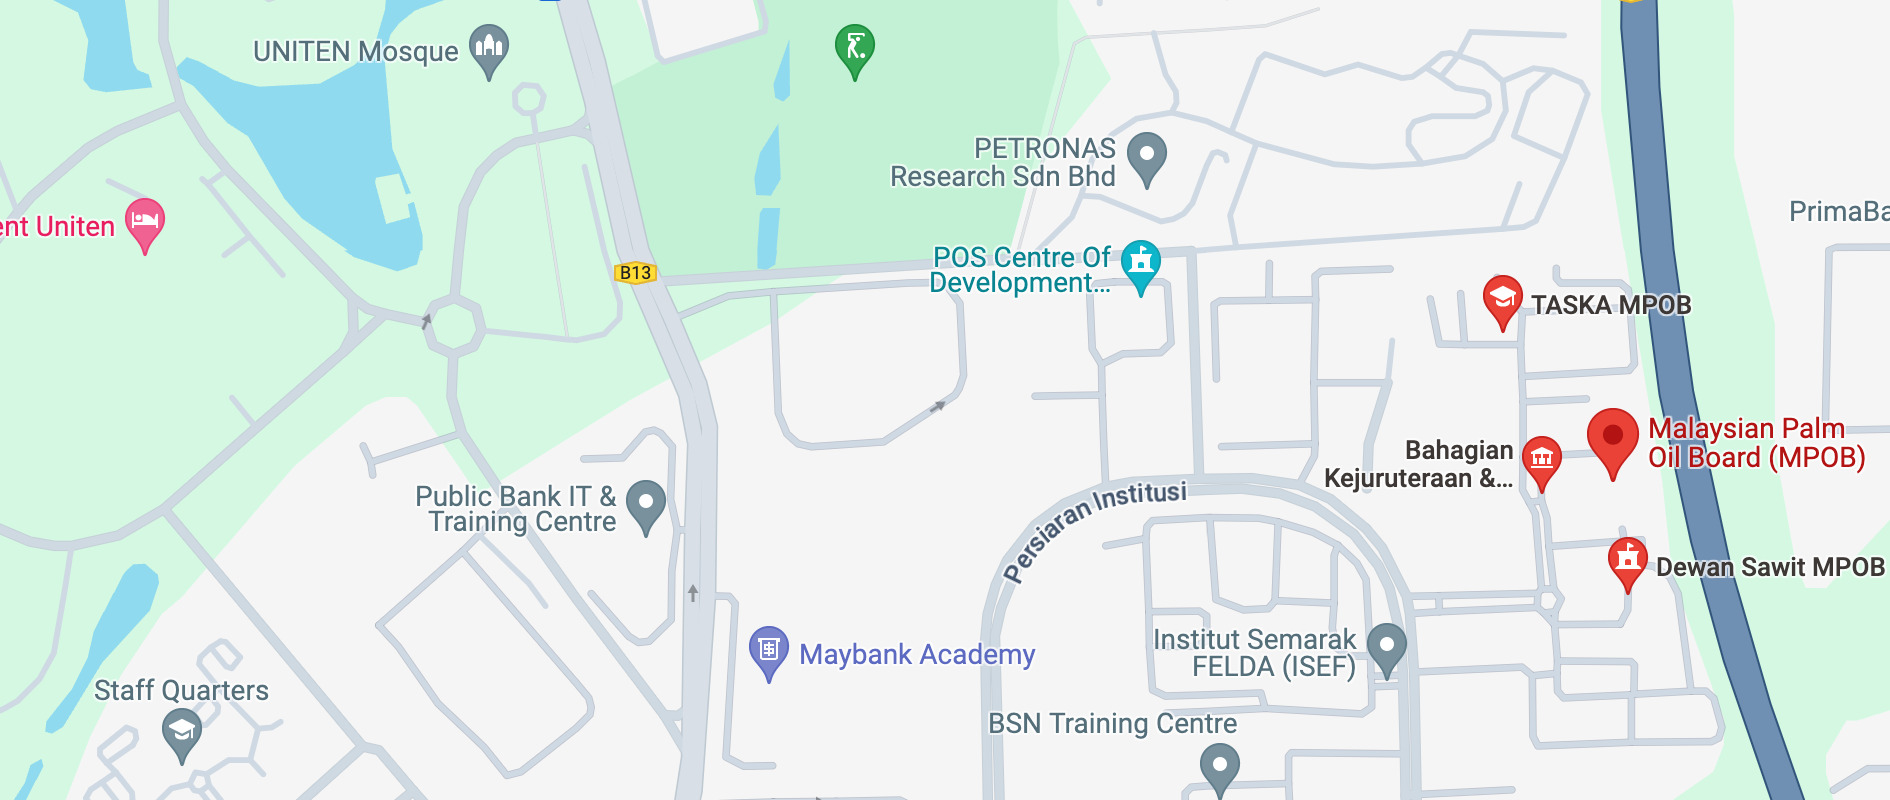 UNITEN Mosque
PETRONAS
Research Sdn Bhd
PrimaBa
ent Uniten
B13
POS Centre Of
Development...
TASKA MPOB
Malaysian Palm
Oil Board (MPOB)
Bahagian
Kejuruteraan &...
Persiaran Institusi
Public Bank IT &
Training Centre
Dewan Sawit MPOB
Maybank Academy
Institut Semarak
FELDA (ISEF)
Staff Quarters
BSN Training Centre